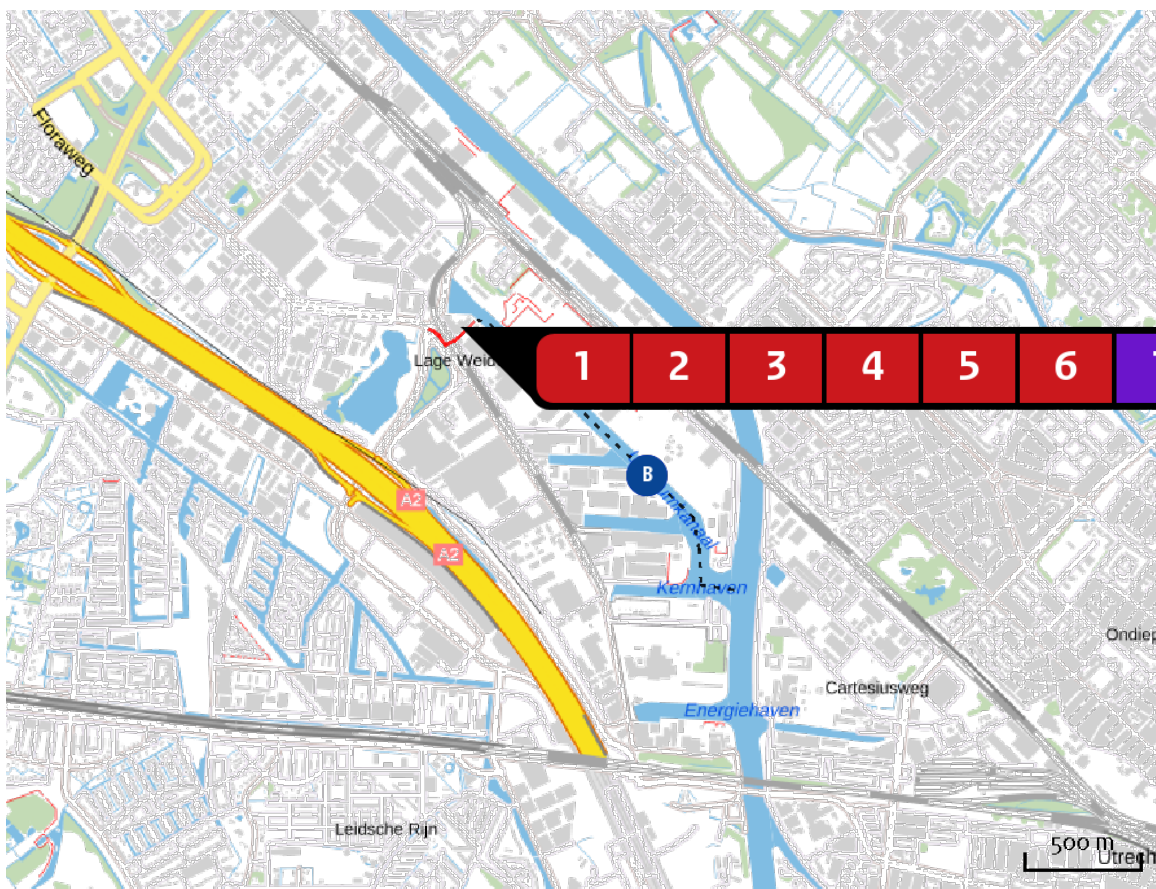 Floraweg
Lage Weid
1 2 3 4 5 6
B
A2
A2
Kernhaven
Ondiep
Cartesiusweg
Energiehaven
Leidsche Rijn
500 m
Utrech